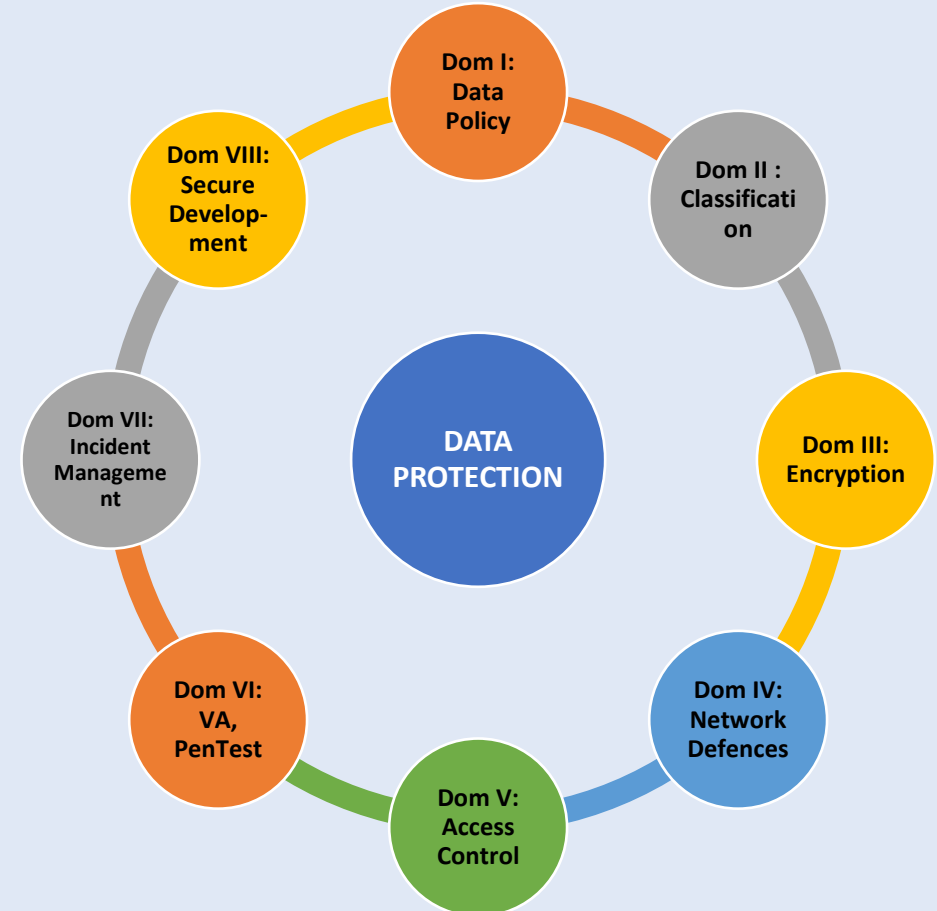 Dom I:
Data
Policy
Dom II :
Classificati
on
Dom III:
Encryption
Dom IV:
Network
Defences
Dom V:
Access
Control
Dom VI:
VA,
PenTest
Dom VII:
Incident
Manageme
nt
Dom VIII:
Secure
Develop-
ment
DATA
PROTECTION